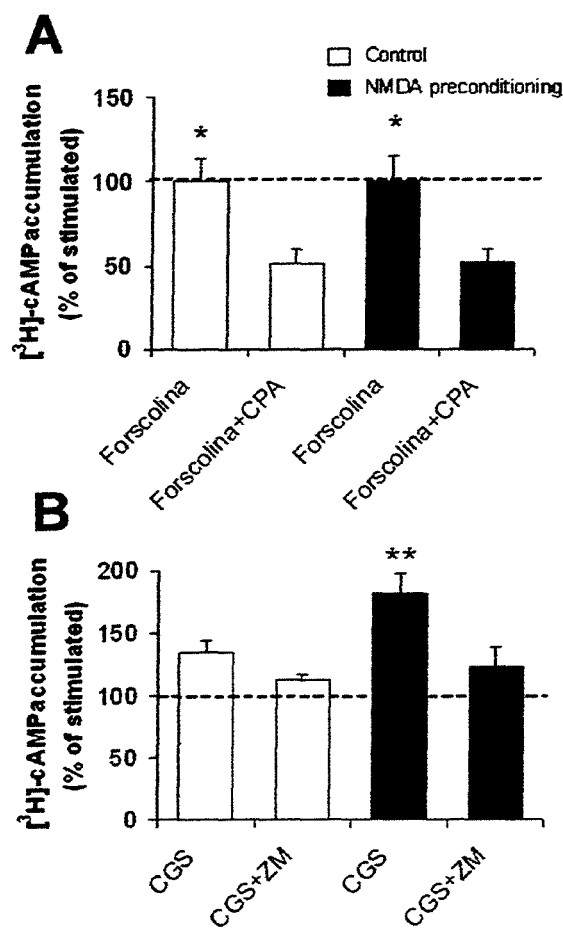 A
Control
NMDA preconditioning
[³H]-cAMP accumulation
(% of stimulated)
150
100
50
0
*
*
Forscolina
Forscolina+CPA
Forscolina
Forscolina+CPA
B
[³H]-cAMP accumulation
(% of stimulated)
200
150
100
50
0
**
CGS
CGS+ZM
CGS
CGS+ZM